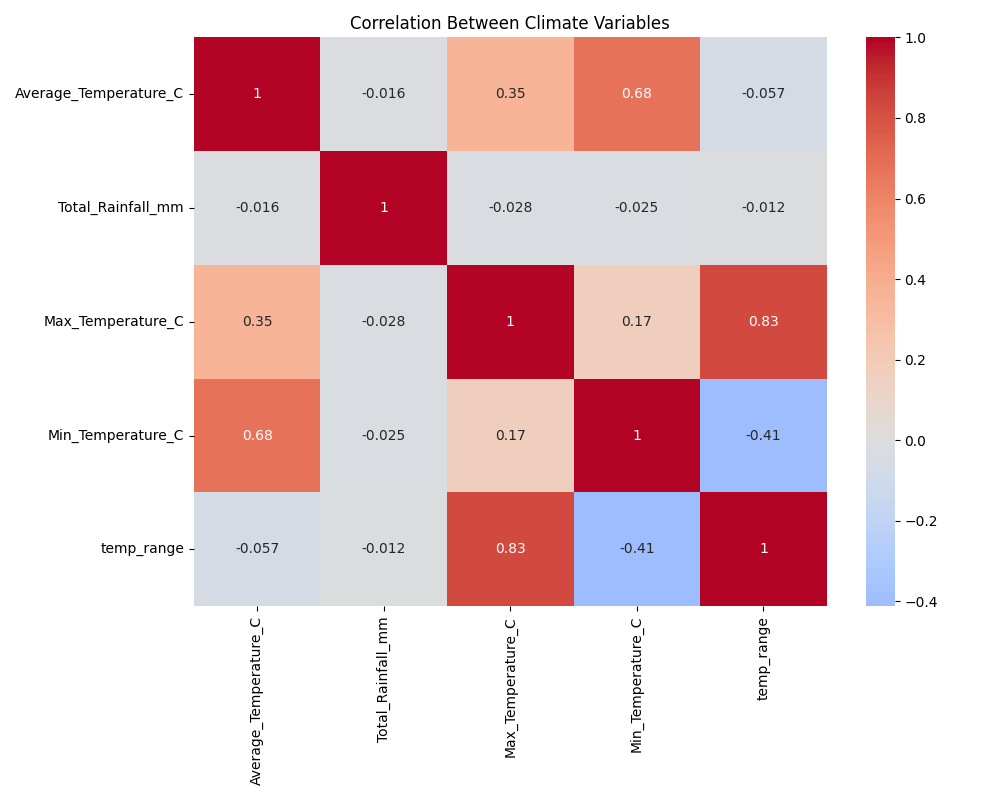 Correlation Between Climate Variables
Average_Temperature_C 1 -0.016 0.35 0.68 -0.057
Total_Rainfall_mm -0.016 1 -0.028 -0.025 -0.012
Max_Temperature_C 0.35 -0.028 1 0.17 0.83
Min_Temperature_C 0.68 -0.025 0.17 1 -0.41
temp_range -0.057 -0.012 0.83 -0.41 1
Average_Temperature_C
Total_Rainfall_mm
Max_Temperature_C
Min_Temperature_C
temp_range
1.0
0.8
0.6
0.4
0.2
0.0
−0.2
−0.4